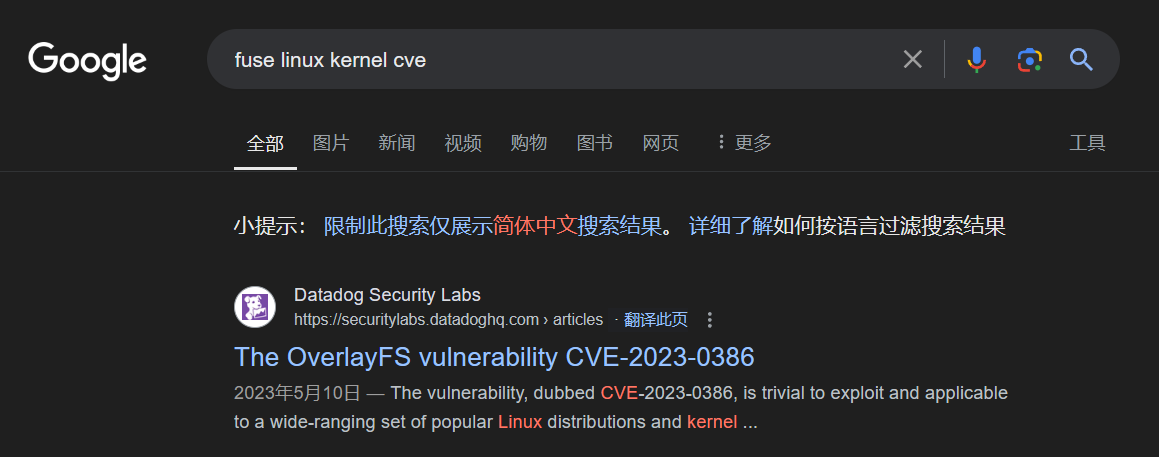 Google
fuse linux kernel cve
全部 图片 新闻 视频 购物 图书 网页 更多 工具
小提示： 限制此搜索仅展示简体中文搜索结果。 详细了解如何按语言过滤搜索结果
Datadog Security Labs
https://securitylabs.datadoghq.com › articles · 翻译此页
The OverlayFS vulnerability CVE-2023-0386
2023年5月10日 — The vulnerability, dubbed CVE-2023-0386, is trivial to exploit and applicable
to a wide-ranging set of popular Linux distributions and kernel ...